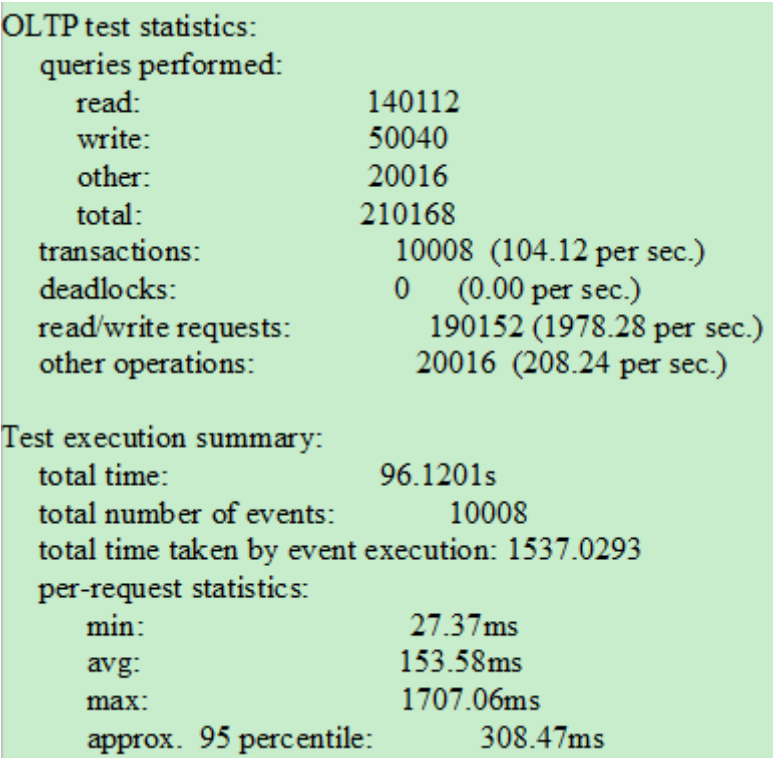 OLTP test statistics:
queries performed:
read: 140112
write: 50040
other: 20016
total: 210168
transactions: 10008 (104.12 per sec.)
deadlocks: 0 (0.00 per sec.)
read/write requests: 190152 (1978.28 per sec.)
other operations: 20016 (208.24 per sec.)
Test execution summary:
total time: 96.1201s
total number of events: 10008
total time taken by event execution: 1537.0293
per-request statistics:
min: 27.37ms
avg: 153.58ms
max: 1707.06ms
approx. 95 percentile: 308.47ms